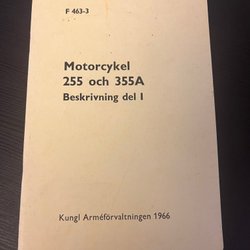 F 463-3
Motorcykel
255 och 355A
Beskrivning del I
Kungl Arméförvaltningen 1966